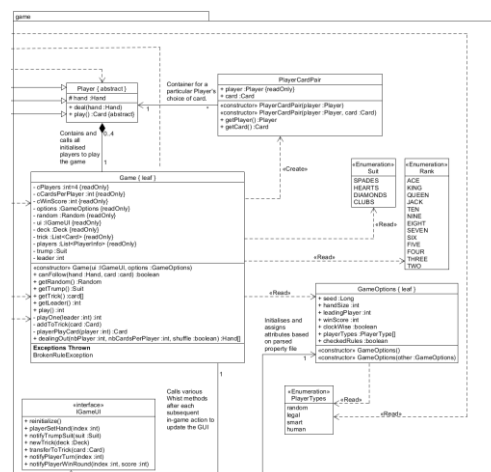 game
Player { abstract }
# hand :Hand
+ deal(hand :Hand)
+ play() :Card {abstract}
Container for a
particular Player's
choice of card.
PlayerCardPair
+ player :Player {readOnly}
+ card :Card
«constructor» PlayerCardPair(player :Player)
«constructor» PlayerCardPair(player :Player, card :Card)
+ getPlayer() :Player
+ getCard() :Card
1
1
Contains and
calls all
initialised
players to play
the game
0..4
1
«Create»
Game { leaf }
- cPlayers :int=4 {readOnly}
- cCardsPerPlayer :int {readOnly}
- cWinScore :int {readOnly}
- options :GameOptions {readOnly}
- random :Random {readOnly}
- ui :IGameUI {readOnly}
- deck :Deck {readOnly}
- trick :List<Card> {readOnly}
- players :List<PlayerInfo> {readOnly}
- trump :Suit
- leader :int
«constructor» Game(ui :IGameUI, options :GameOptions)
+ canFollow(hand :Hand, card :card) :boolean
+ getRandom() :Random
+ getTrump() :Suit
+ getTrick() :card[]
+ getLeader() :int
+ play() :int
- playOne(leader :int) :int
- addToTrick(card :Card)
- playerPlayCard(player :int) :Card
+ dealingOut(nbPlayer :int, nbCardsPerPlayer :int, shuffle :boolean) :Hand[]
Exceptions Thrown
BrokenRuleException
«Enumeration»
Suit
SPADES
HEARTS
DIAMONDS
CLUBS
«Enumeration»
Rank
ACE
KING
QUEEN
JACK
TEN
NINE
EIGHT
SEVEN
SIX
FIVE
FOUR
THREE
TWO
«Read»
«Read»
«Read»
GameOptions { leaf }
+ seed :Long
+ handSize :int
+ leadingPlayer :int
+ winScore :int
+ clockWise :boolean
+ playerTypes :PlayerType[]
+ checkedRules :boolean
«constructor» GameOptions()
«constructor» GameOptions(other :GameOptions)
Initialises and
assigns
attributes based
on parsed
property file
1
1
Calls various
Whist methods
after each
subsequent
in-game action to
update the GUI
«interface»
IGameUI
+ reinitialize()
+ playerSetHand(index :int)
+ notifyTrumpSuit(suit :Suit)
+ newTrick(deck :Deck)
+ transferToTrick(card :Card)
+ notifyPlayerTurn(index :int)
+ notifyPlayerWinRound(index :int, score :int)
«Enumeration»
PlayerTypes
random
legal
smart
human
«Read»